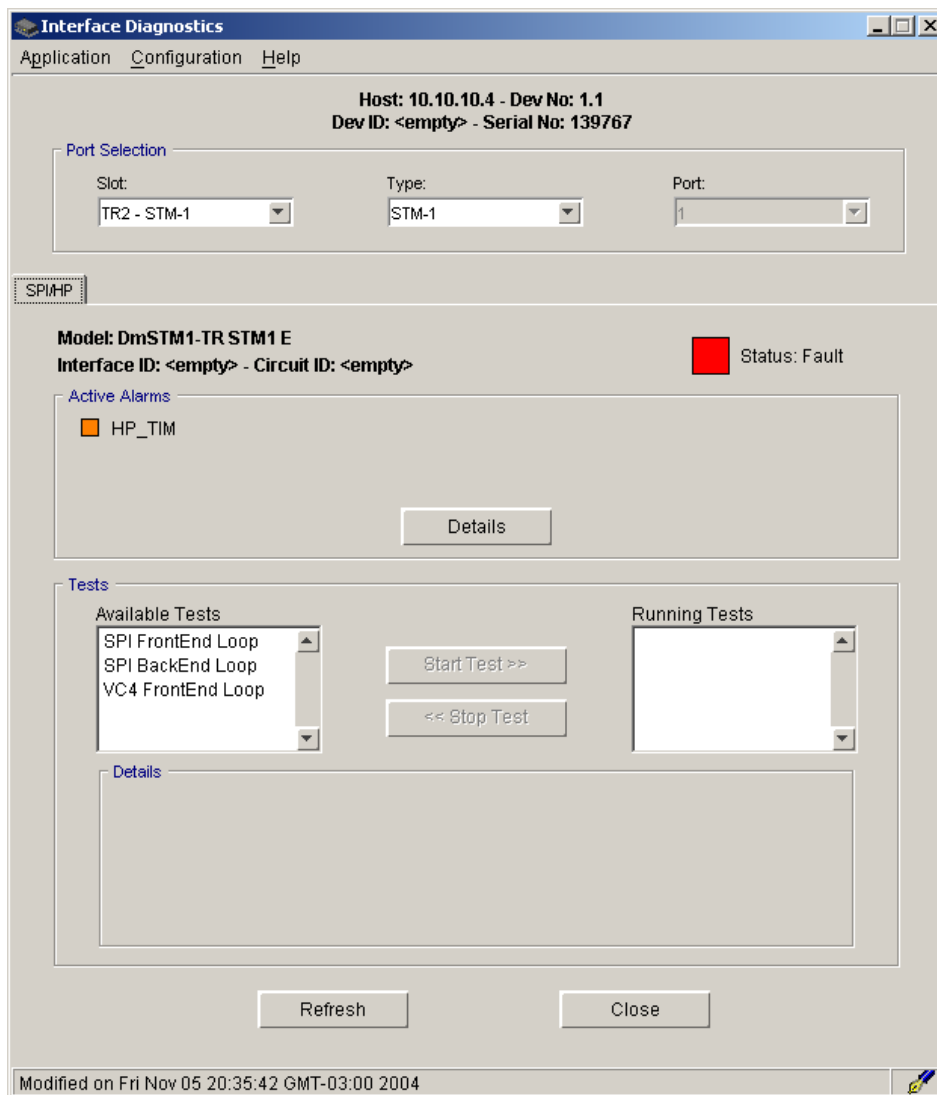 Interface Diagnostics
Application Configuration Help
Host: 10.10.10.4 - Dev No: 1.1
Dev ID: <empty> - Serial No: 139767
Port Selection
Slot: Type: Port:
TR2 - STM-1 STM-1 1
SPI/HP
Model: DmSTM1-TR STM1 E
Interface ID: <empty> - Circuit ID: <empty>
Status: Fault
Active Alarms
HP_TIM
Details
Tests
Available Tests Running Tests
SPI FrontEnd Loop
SPI BackEnd Loop
VC4 FrontEnd Loop
Start Test >>
<< Stop Test
Details
Refresh Close
Modified on Fri Nov 05 20:35:42 GMT-03:00 2004